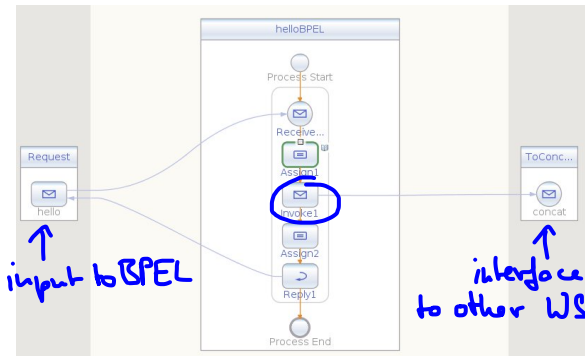 helloBPEL
Process Start
Receive...
Request
hello
Assign1
Invoke1
ToConc...
concat
Assign2
Reply1
Process End
input to BPEL
interface
to other WS